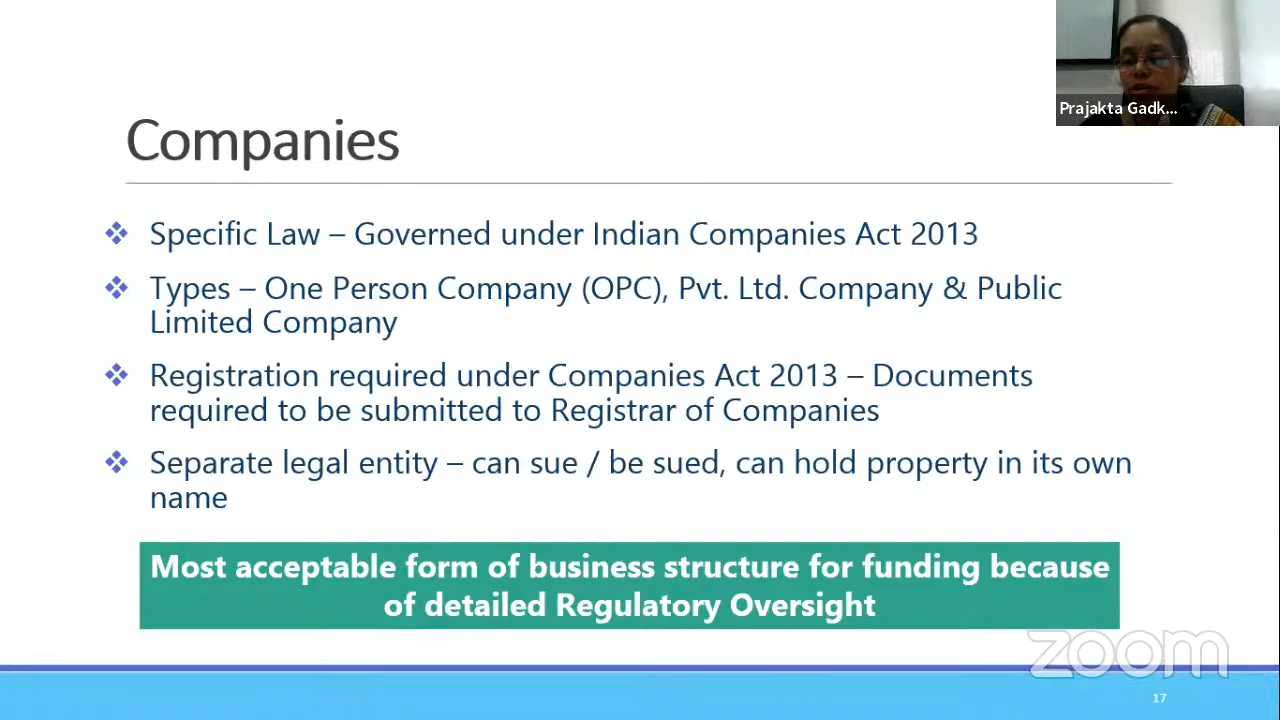 Prajakta Gadk...
Companies
Specific Law – Governed under Indian Companies Act 2013
Types – One Person Company (OPC), Pvt. Ltd. Company & Public
Limited Company
Registration required under Companies Act 2013 – Documents
required to be submitted to Registrar of Companies
Separate legal entity – can sue / be sued, can hold property in its own
name
Most acceptable form of business structure for funding because
of detailed Regulatory Oversight
zoom
17